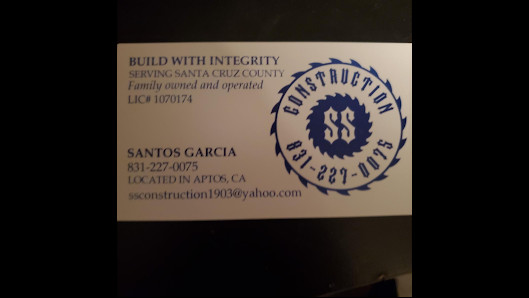 BUILD WITH INTEGRITY
SERVING SANTA CRUZ COUNTY
Family owned and operated
LIC# 1070174
SANTOS GARCIA
831-227-0075
LOCATED IN APTOS, CA
ssconstruction1903@yahoo.com
CONSTRUCTION
SS
831-227-0075